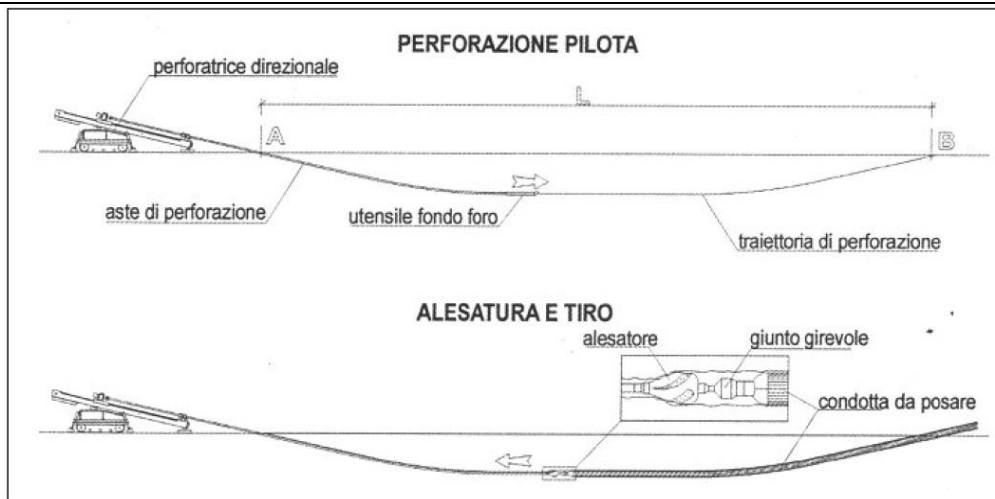 PERFORAZIONE PILOTA
perforatrice direzionale
L
A
B
aste di perforazione
utensile fondo foro
traiettoria di perforazione
ALESATURA E TIRO
alesatore
giunto girevole
condotta da posare